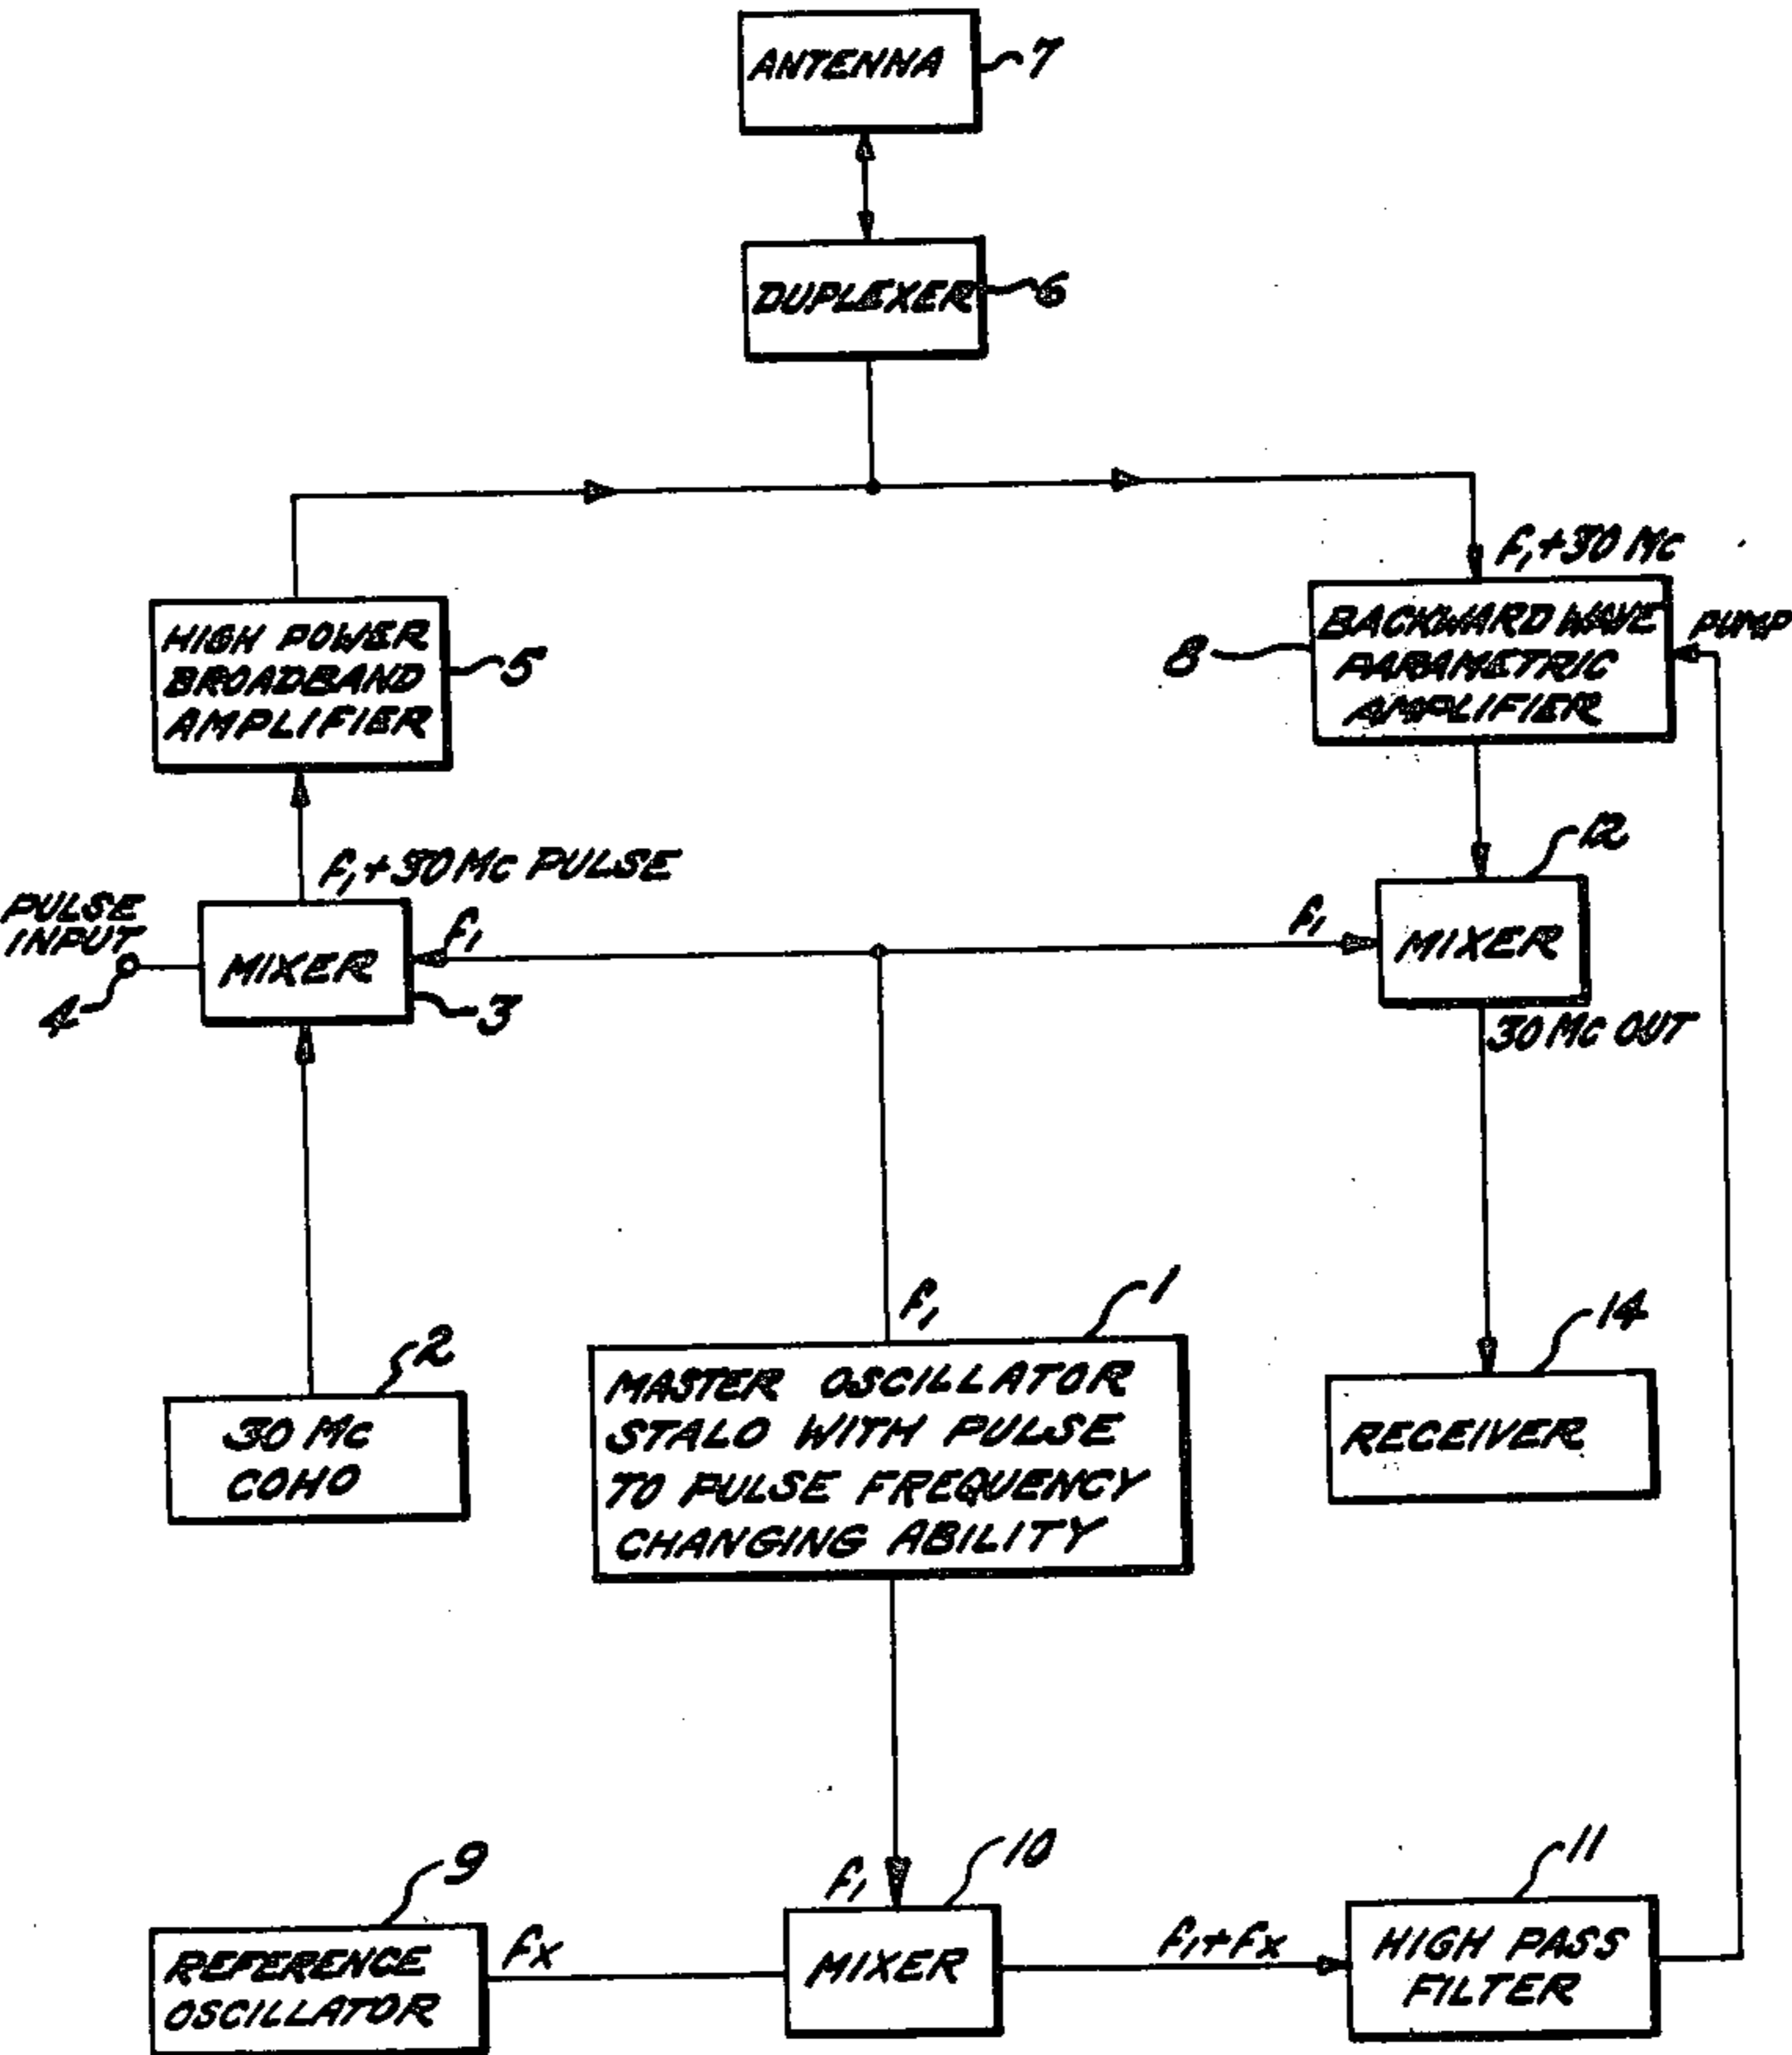 ANTENNA
7
DUPLEXER
6
f₁+30 Mc
HIGH POWER
BROADBAND
AMPLIFIER
5
8
BACKWARD WAVE
PARAMETRIC
AMPLIFIER
PUMP
f₁+30 Mc PULSE
12
PULSE
INPUT
4
MIXER
3
f₁
f₁
MIXER
30 Mc OUT
f₁
1
2
30 Mc
COHO
MASTER OSCILLATOR
STALO WITH PULSE
TO PULSE FREQUENCY
CHANGING ABILITY
14
RECEIVER
9
REFERENCE
OSCILLATOR
fx
f₁
10
MIXER
f₁+fx
11
HIGH PASS
FILTER